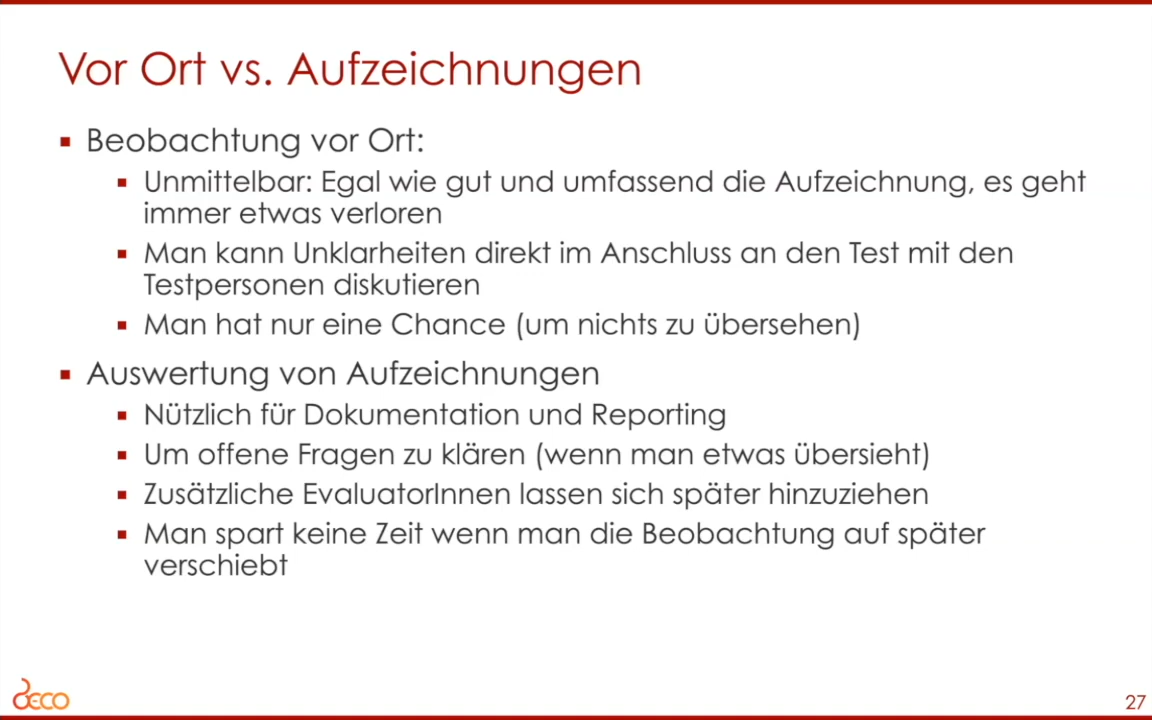 Vor Ort vs. Aufzeichnungen
Beobachtung vor Ort:
Unmittelbar: Egal wie gut und umfassend die Aufzeichnung, es geht
immer etwas verloren
Man kann Unklarheiten direkt im Anschluss an den Test mit den
Testpersonen diskutieren
Man hat nur eine Chance (um nichts zu übersehen)
Auswertung von Aufzeichnungen
Nützlich für Dokumentation und Reporting
Um offene Fragen zu klären (wenn man etwas übersieht)
Zusätzliche EvaluatorInnen lassen sich später hinzuziehen
Man spart keine Zeit wenn man die Beobachtung auf später
verschiebt
DECO
27